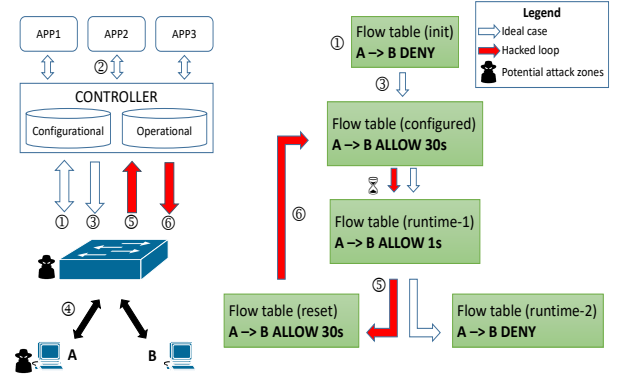 APP1
APP2
APP3
②
CONTROLLER
Configurational
Operational
①
③
⑤
⑥
④
A
B
①
Flow table (init)
A –> B DENY
③
Flow table (configured)
A –> B ALLOW 30s
⑥
Flow table (runtime-1)
A –> B ALLOW 1s
⑤
Flow table (reset)
A –> B ALLOW 30s
Flow table (runtime-2)
A –> B DENY
Legend
Ideal case
Hacked loop
Potential attack zones